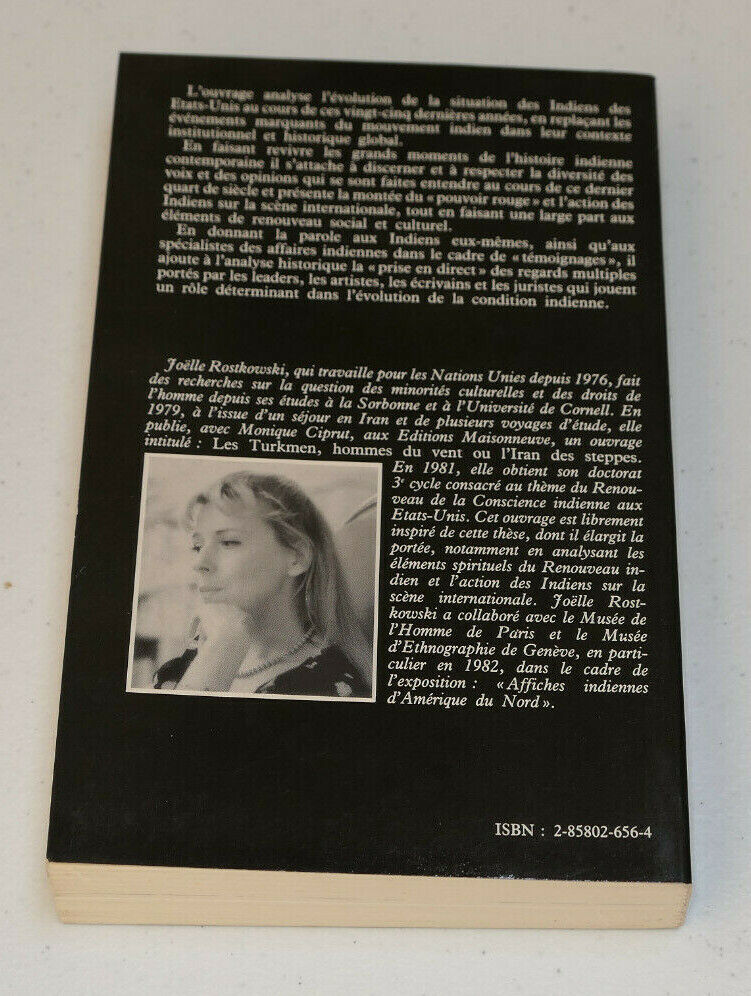 L'ouvrage analyse l'évolution de la situation des Indiens des
Etats-Unis au cours de ces vingt-cinq dernières années, en replaçant les
événements marquants du mouvement indien dans leur contexte
institutionnel et historique global.
En faisant revivre les grands moments de l'histoire indienne
contemporaine il s'attache à discerner et à respecter la diversité des
voix et des opinions qui se sont faites entendre au cours de ce dernier
quart de siècle et présente la montée du « pouvoir rouge » et l'action des
Indiens sur la scène internationale, tout en faisant une large part aux
éléments de renouveau social et culturel.
En donnant la parole aux Indiens eux-mêmes, ainsi qu'aux
spécialistes des affaires indiennes dans le cadre de « témoignages », il
ajoute à l'analyse historique la « prise en direct » des regards multiples
portés par les leaders, les artistes, les écrivains et les juristes qui jouent
un rôle déterminant dans l'évolution de la condition indienne.
Joëlle Rostkowski, qui travaille pour les Nations Unies depuis 1976, fait
des recherches sur la question des minorités culturelles et des droits de
l'homme depuis ses études à la Sorbonne et à l'Université de Cornell. En
1979, à l'issue d'un séjour en Iran et de plusieurs voyages d'étude, elle
publie, avec Monique Ciprut, aux Editions Maisonneuve, un ouvrage
intitulé : Les Turkmen, hommes du vent ou l'Iran des steppes.
En 1981, elle obtient son doctorat
3e cycle consacré au thème du Renou-
veau de la Conscience indienne aux
Etats-Unis. Cet ouvrage est librement
inspiré de cette thèse, dont il élargit la
portée, notamment en analysant les
éléments spirituels du Renouveau in-
dien et l'action des Indiens sur la
scène internationale. Joëlle Rost-
kowski a collaboré avec le Musée de
l'Homme de Paris et le Musée
d'Ethnographie de Genève, en parti-
culier en 1982, dans le cadre de
l'exposition : « Affiches indiennes
d'Amérique du Nord ».
ISBN : 2-85802-656-4